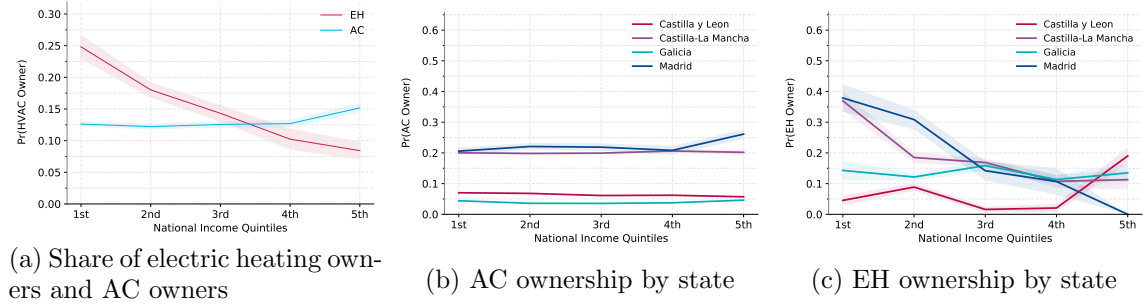 Pr(HVAC Owner)
0.30
0.25
0.20
0.15
0.10
0.05
0.00
EH
AC
1st 2nd 3rd 4th 5th
National Income Quintiles
(a) Share of electric heating own-
ers and AC owners
Pr(AC Owner)
0.6
0.5
0.4
0.3
0.2
0.1
0.0
Castilla y Leon
Castilla-La Mancha
Galicia
Madrid
1st 2nd 3rd 4th 5th
National Income Quintiles
(b) AC ownership by state
Pr(EH Owner)
0.6
0.5
0.4
0.3
0.2
0.1
0.0
Castilla y Leon
Castilla-La Mancha
Galicia
Madrid
1st 2nd 3rd 4th 5th
National Income Quintiles
(c) EH ownership by state